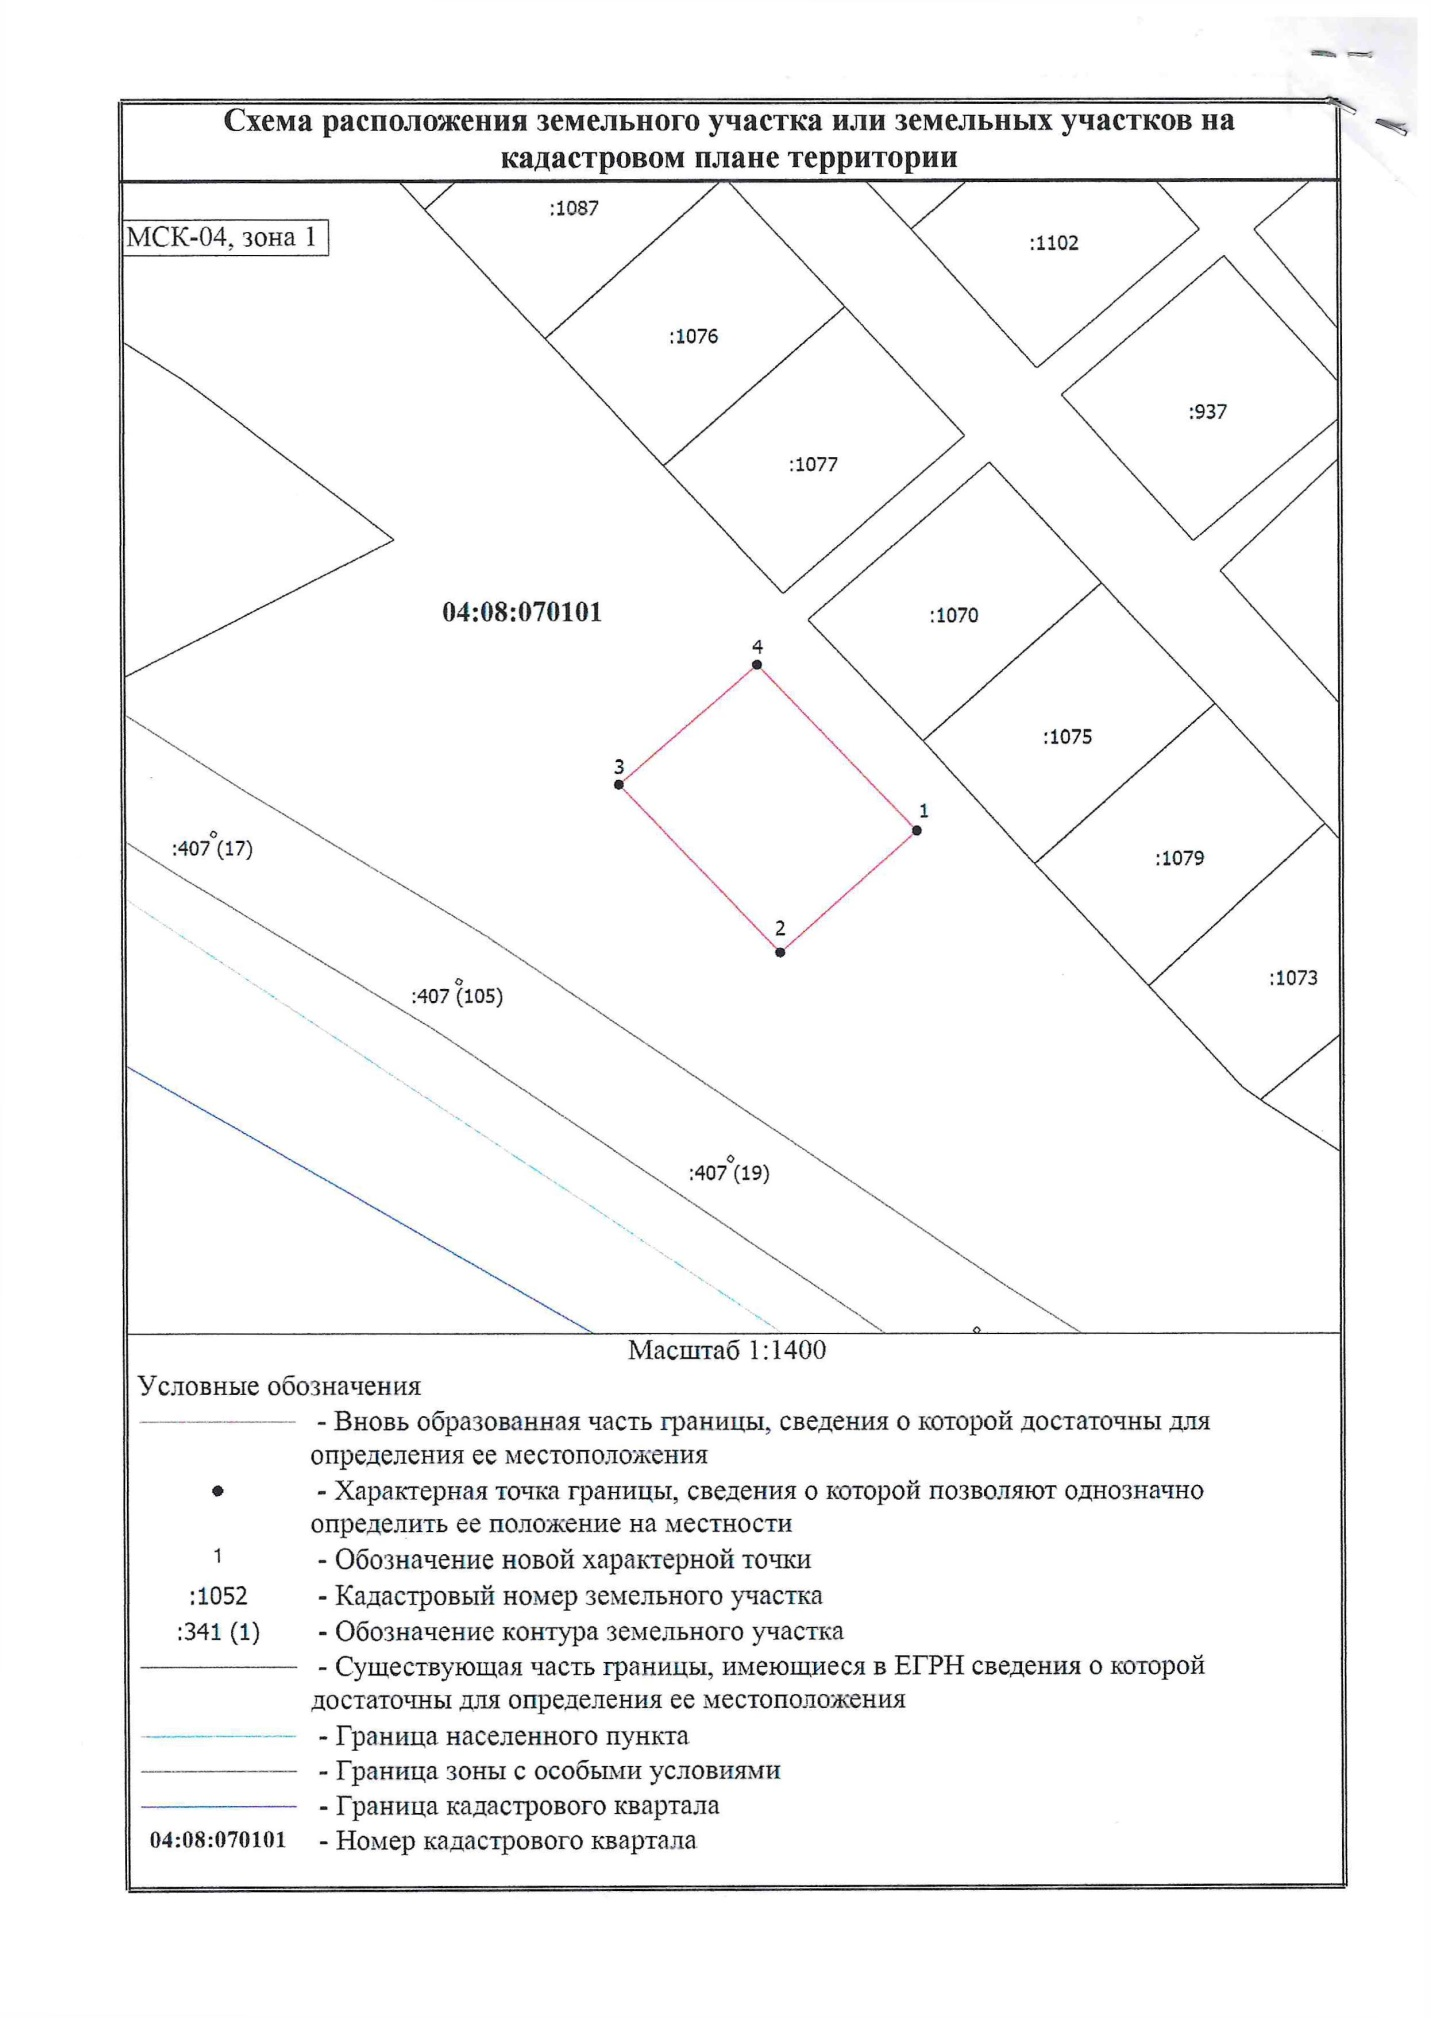 Схема расположения земельного участка или земельных участков на
кадастровом плане территории
:1087
МСК-04, зона 1
:1102
:1076
:937
:1077
04:08:070101
:1070
4
:1075
3
1
:407 (17)
:1079
2
:1073
:407 (105)
:407 (19)
Масштаб 1:1400
Условные обозначения
- Вновь образованная часть границы, сведения о которой достаточны для
определения ее местоположения
- Характерная точка границы, сведения о которой позволяют однозначно
определить ее положение на местности
1 - Обозначение новой характерной точки
:1052 - Кадастровый номер земельного участка
:341 (1) - Обозначение контура земельного участка
- Существующая часть границы, имеющиеся в ЕГРН сведения о которой
достаточны для определения ее местоположения
- Граница населенного пункта
- Граница зоны с особыми условиями
- Граница кадастрового квартала
04:08:070101 - Номер кадастрового квартала